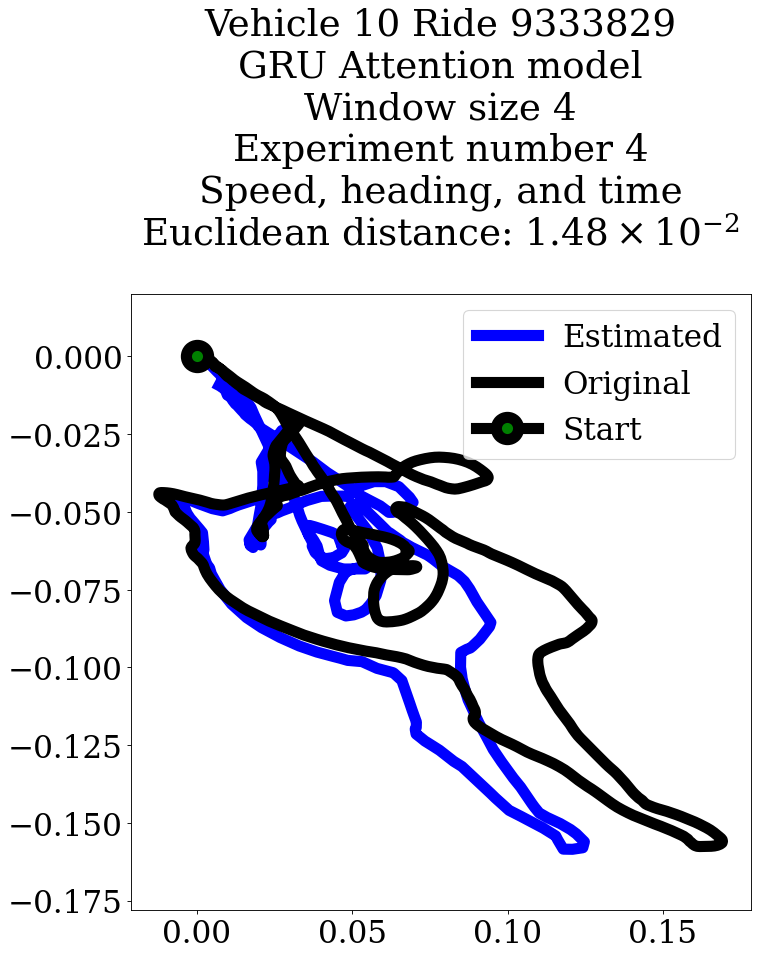 Vehicle 10 Ride 9333829
GRU Attention model
Window size 4
Experiment number 4
Speed, heading, and time
Euclidean distance: 1.48 × 10⁻²
Estimated
Original
Start
0.000
−0.025
−0.050
−0.075
−0.100
−0.125
−0.150
−0.175
0.00 0.05 0.10 0.15